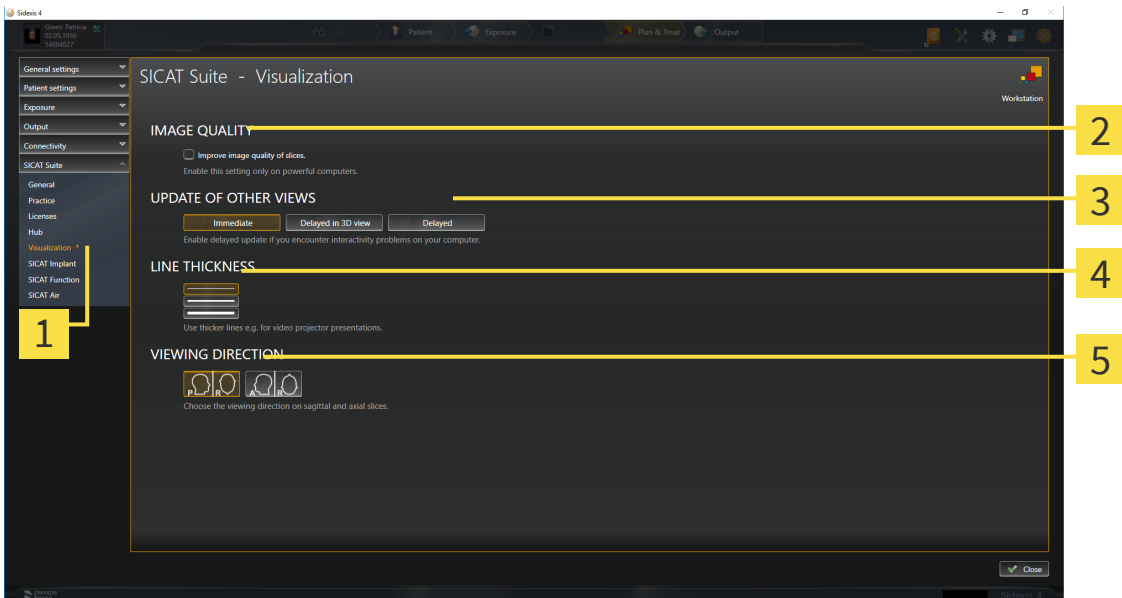 Sidexis 4
Green Patricia
02.05.1956
54604027
Patient
Exposure
Plan & Treat
Output
General settings
Patient settings
Exposure
Output
Connectivity
SICAT Suite
General
Practice
Licenses
Hub
Visualization *
SICAT Implant
SICAT Function
SICAT Air
SICAT Suite - Visualization
Workstation
IMAGE QUALITY
Improve image quality of slices.
Enable this setting only on powerful computers.
UPDATE OF OTHER VIEWS
Immediate Delayed in 3D view Delayed
Enable delayed update if you encounter interactivity problems on your computer.
LINE THICKNESS
Use thicker lines e.g. for video projector presentations.
VIEWING DIRECTION
P R A R
Choose the viewing direction on sagittal and axial slices.
Close
Sidexis 4
1
2
3
4
5